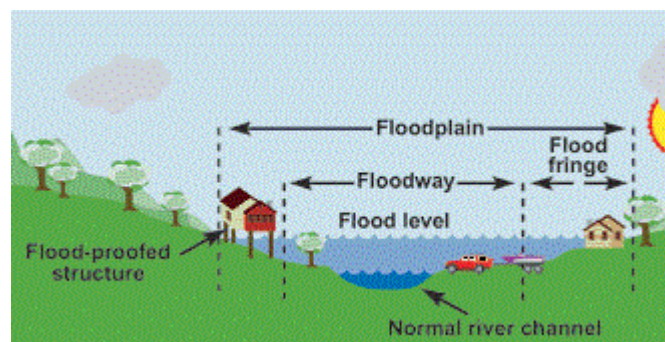 Floodplain
Flood
fringe
Floodway
Flood level
Flood-proofed
structure
Normal river channel